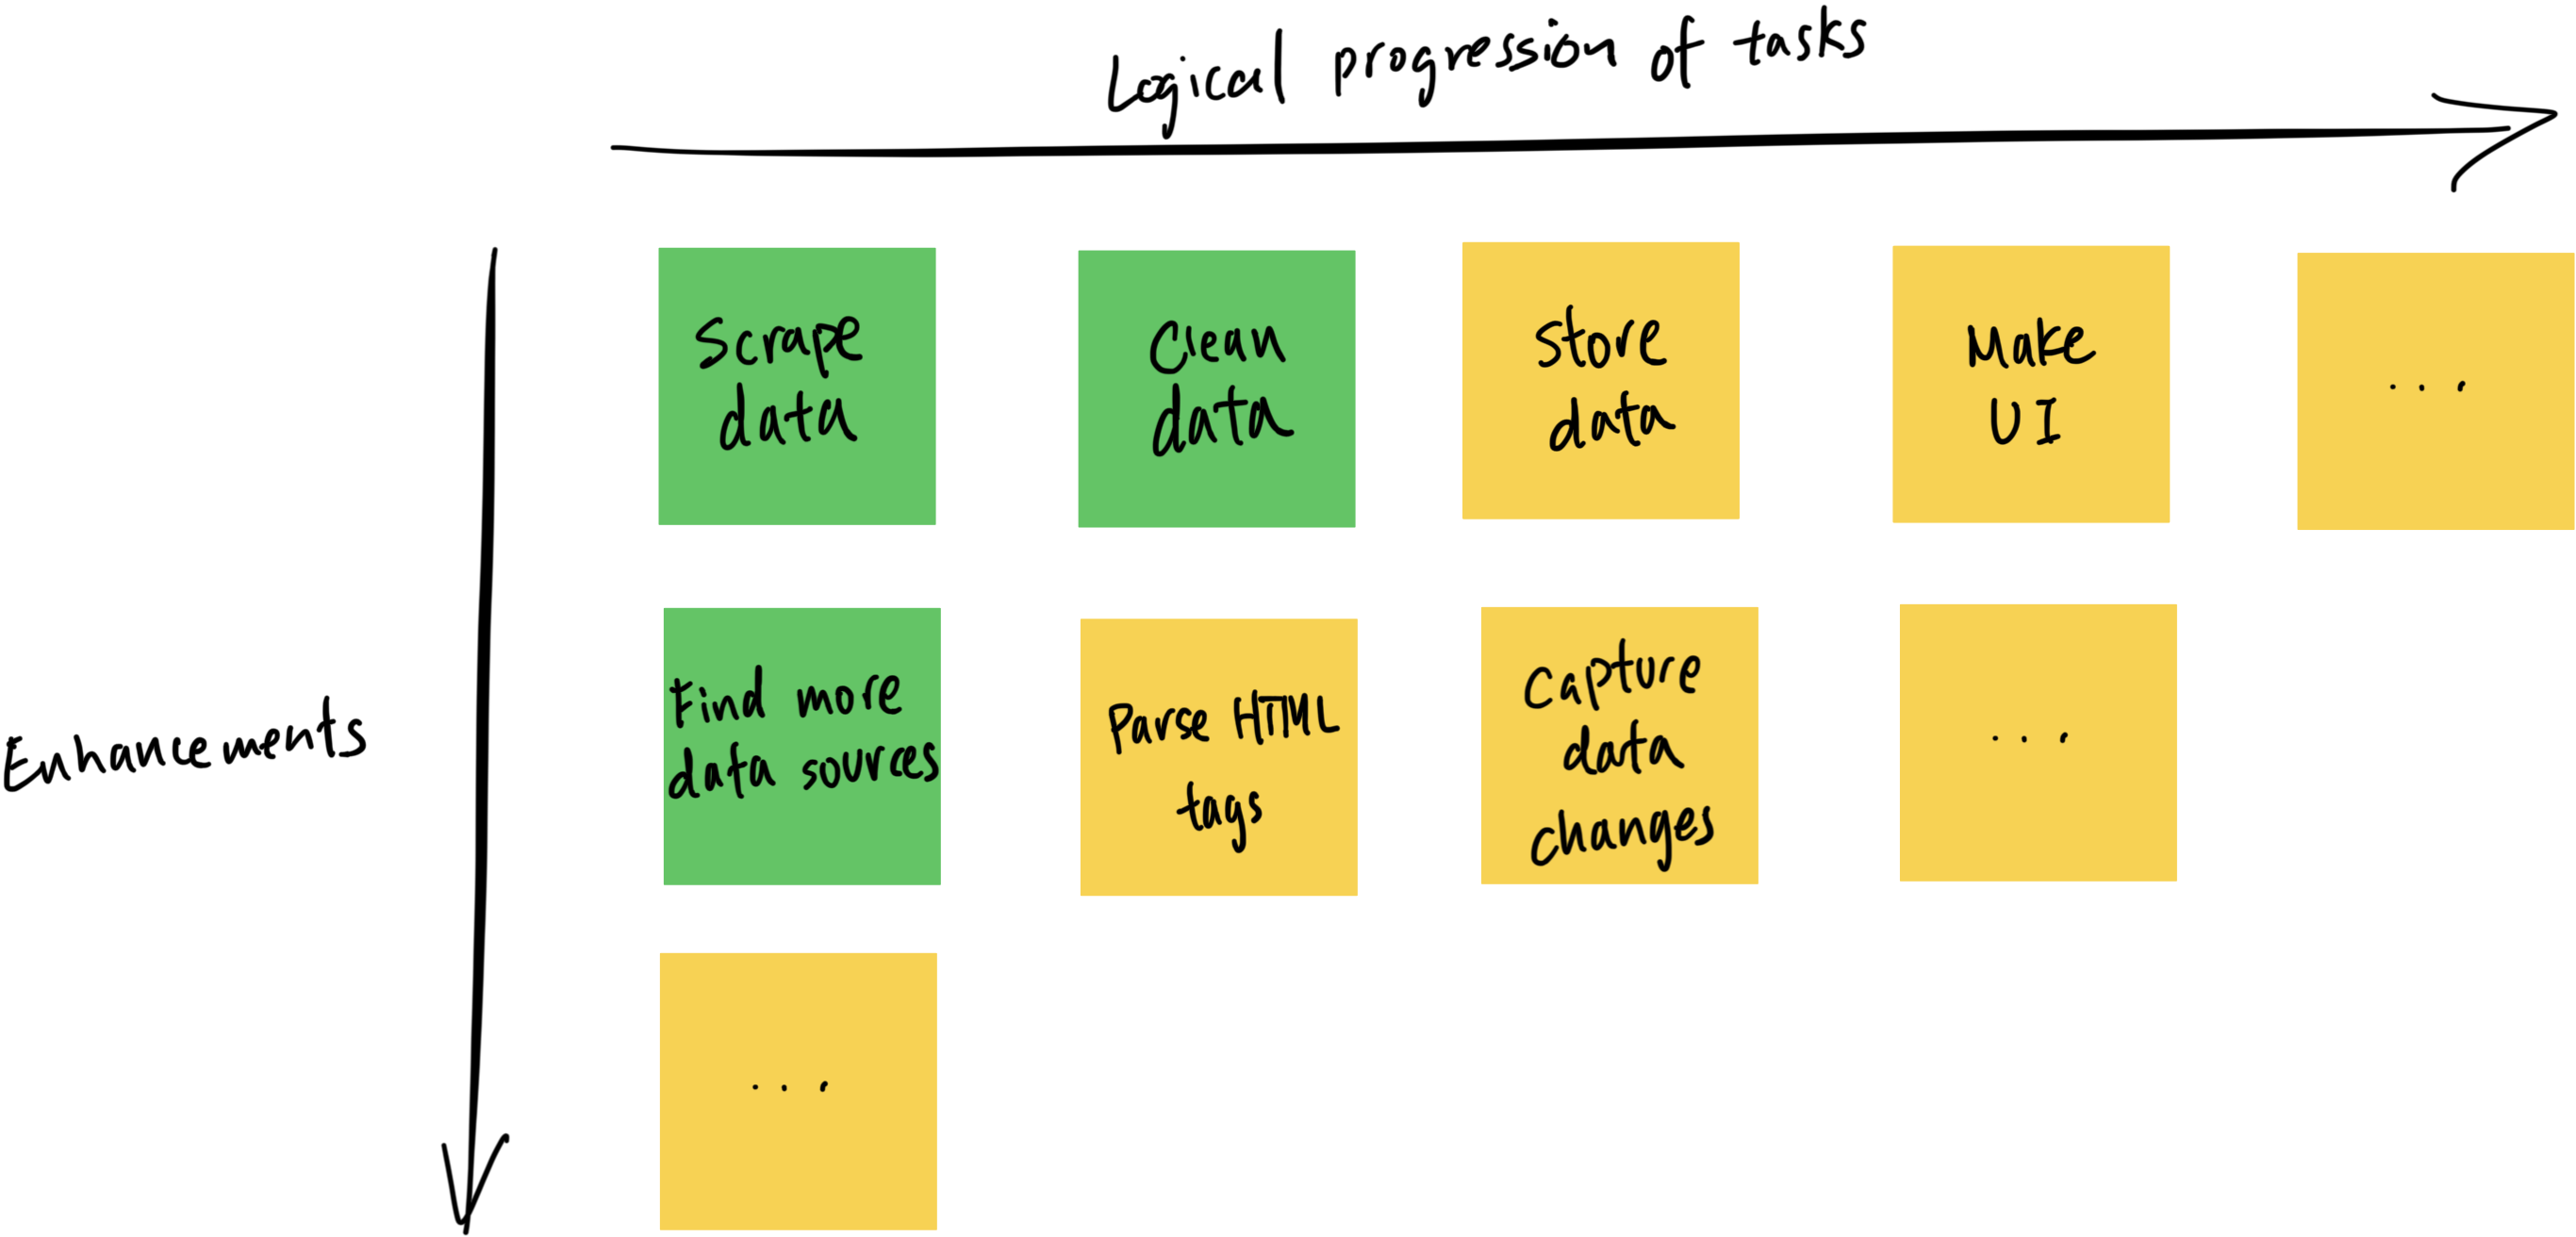 Logical progression of tasks
Scrape
data
Clean
data
Store
data
Make
UI
...
Enhancements
Find more
data sources
Parse HTML
tags
Capture
data
changes
...
...